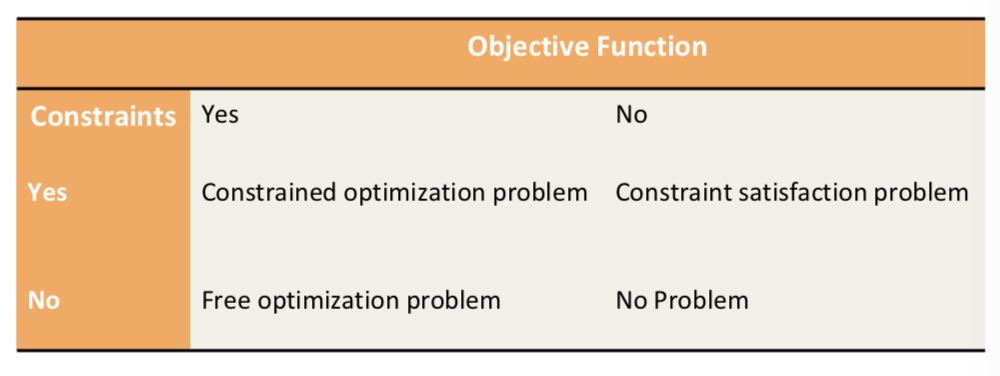 Objective Function
Constraints Yes No
Yes Constrained optimization problem Constraint satisfaction problem
No Free optimization problem No Problem